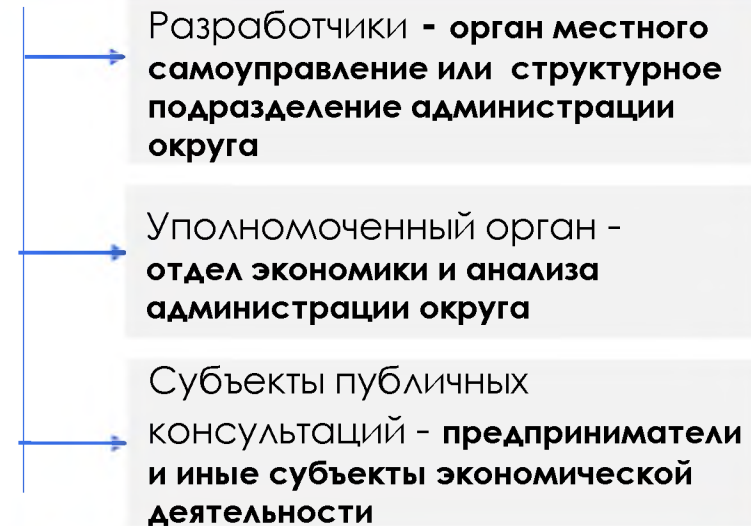 Разработчики - орган местного
самоуправление или структурное
подразделение администрации
округа
Уполномоченный орган -
отдел экономики и анализа
администрации округа
Субъекты публичных
консультаций - предприниматели
и иные субъекты экономической
деятельности